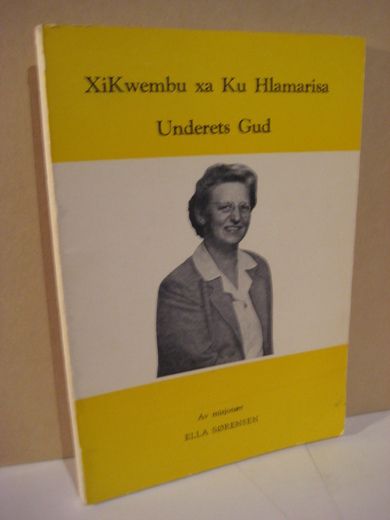 XiKwembu xa Ku Hlamarisa
Underets Gud
Av misjonær
ELLA SØRENSEN